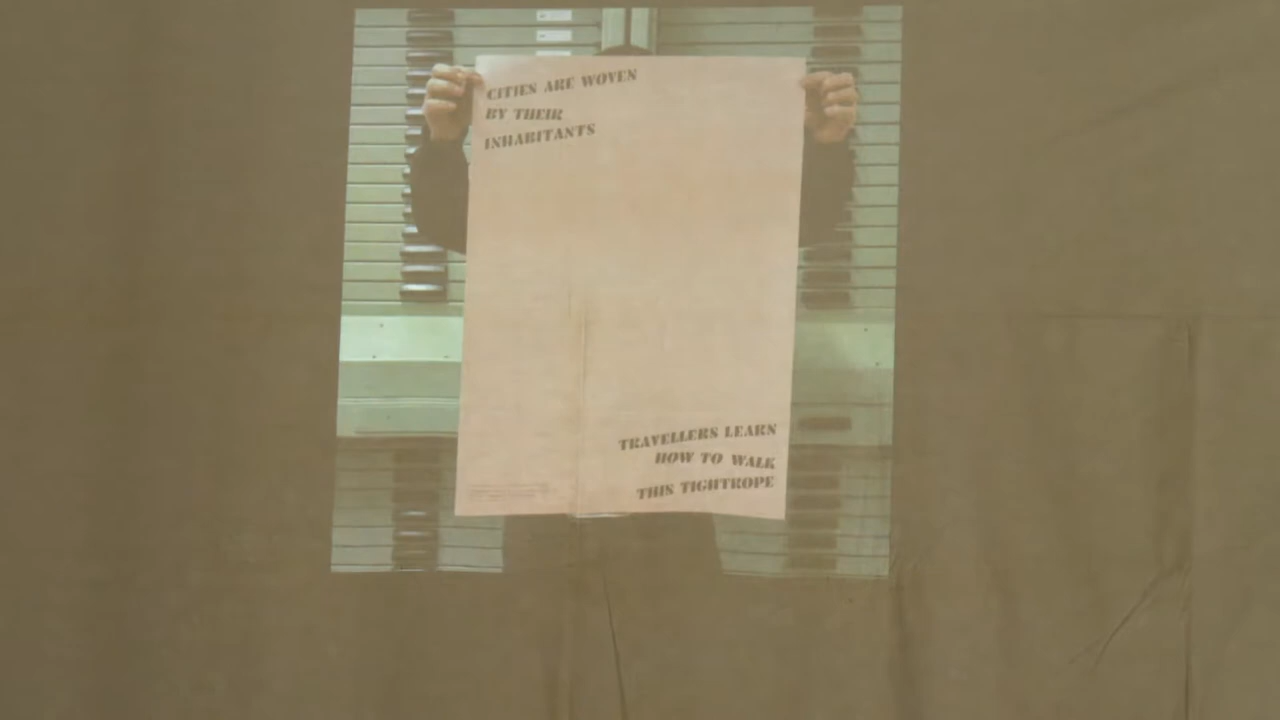 CITIES ARE WOVEN
BY THEIR
INHABITANTS
TRAVELLERS LEARN
HOW TO WALK
THIS TIGHTROPE